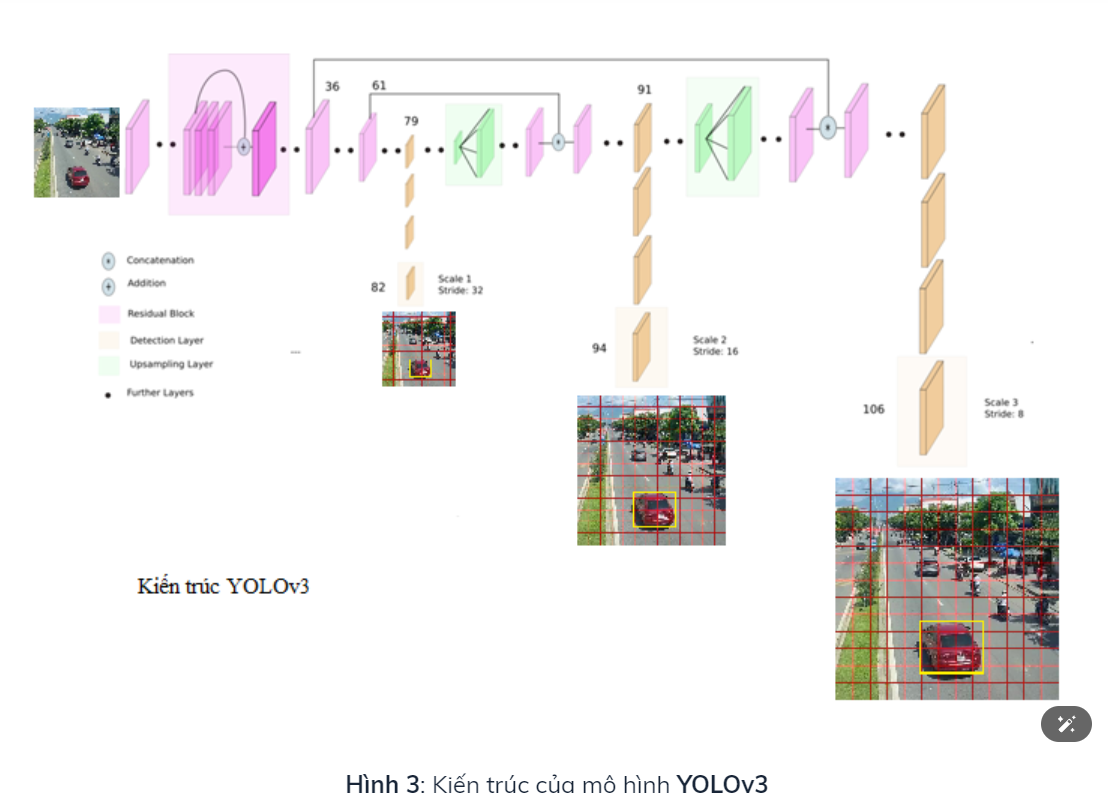 36
61
91
79
Concatenation
Addition
Residual Block
Detection Layer
Upsampling Layer
Further Layers
82
Scale 1
Stride: 32
94
Scale 2
Stride: 16
106
Scale 3
Stride: 8
Kiến trúc YOLOv3
Hình 3: Kiến trúc của mô hình YOLOv3